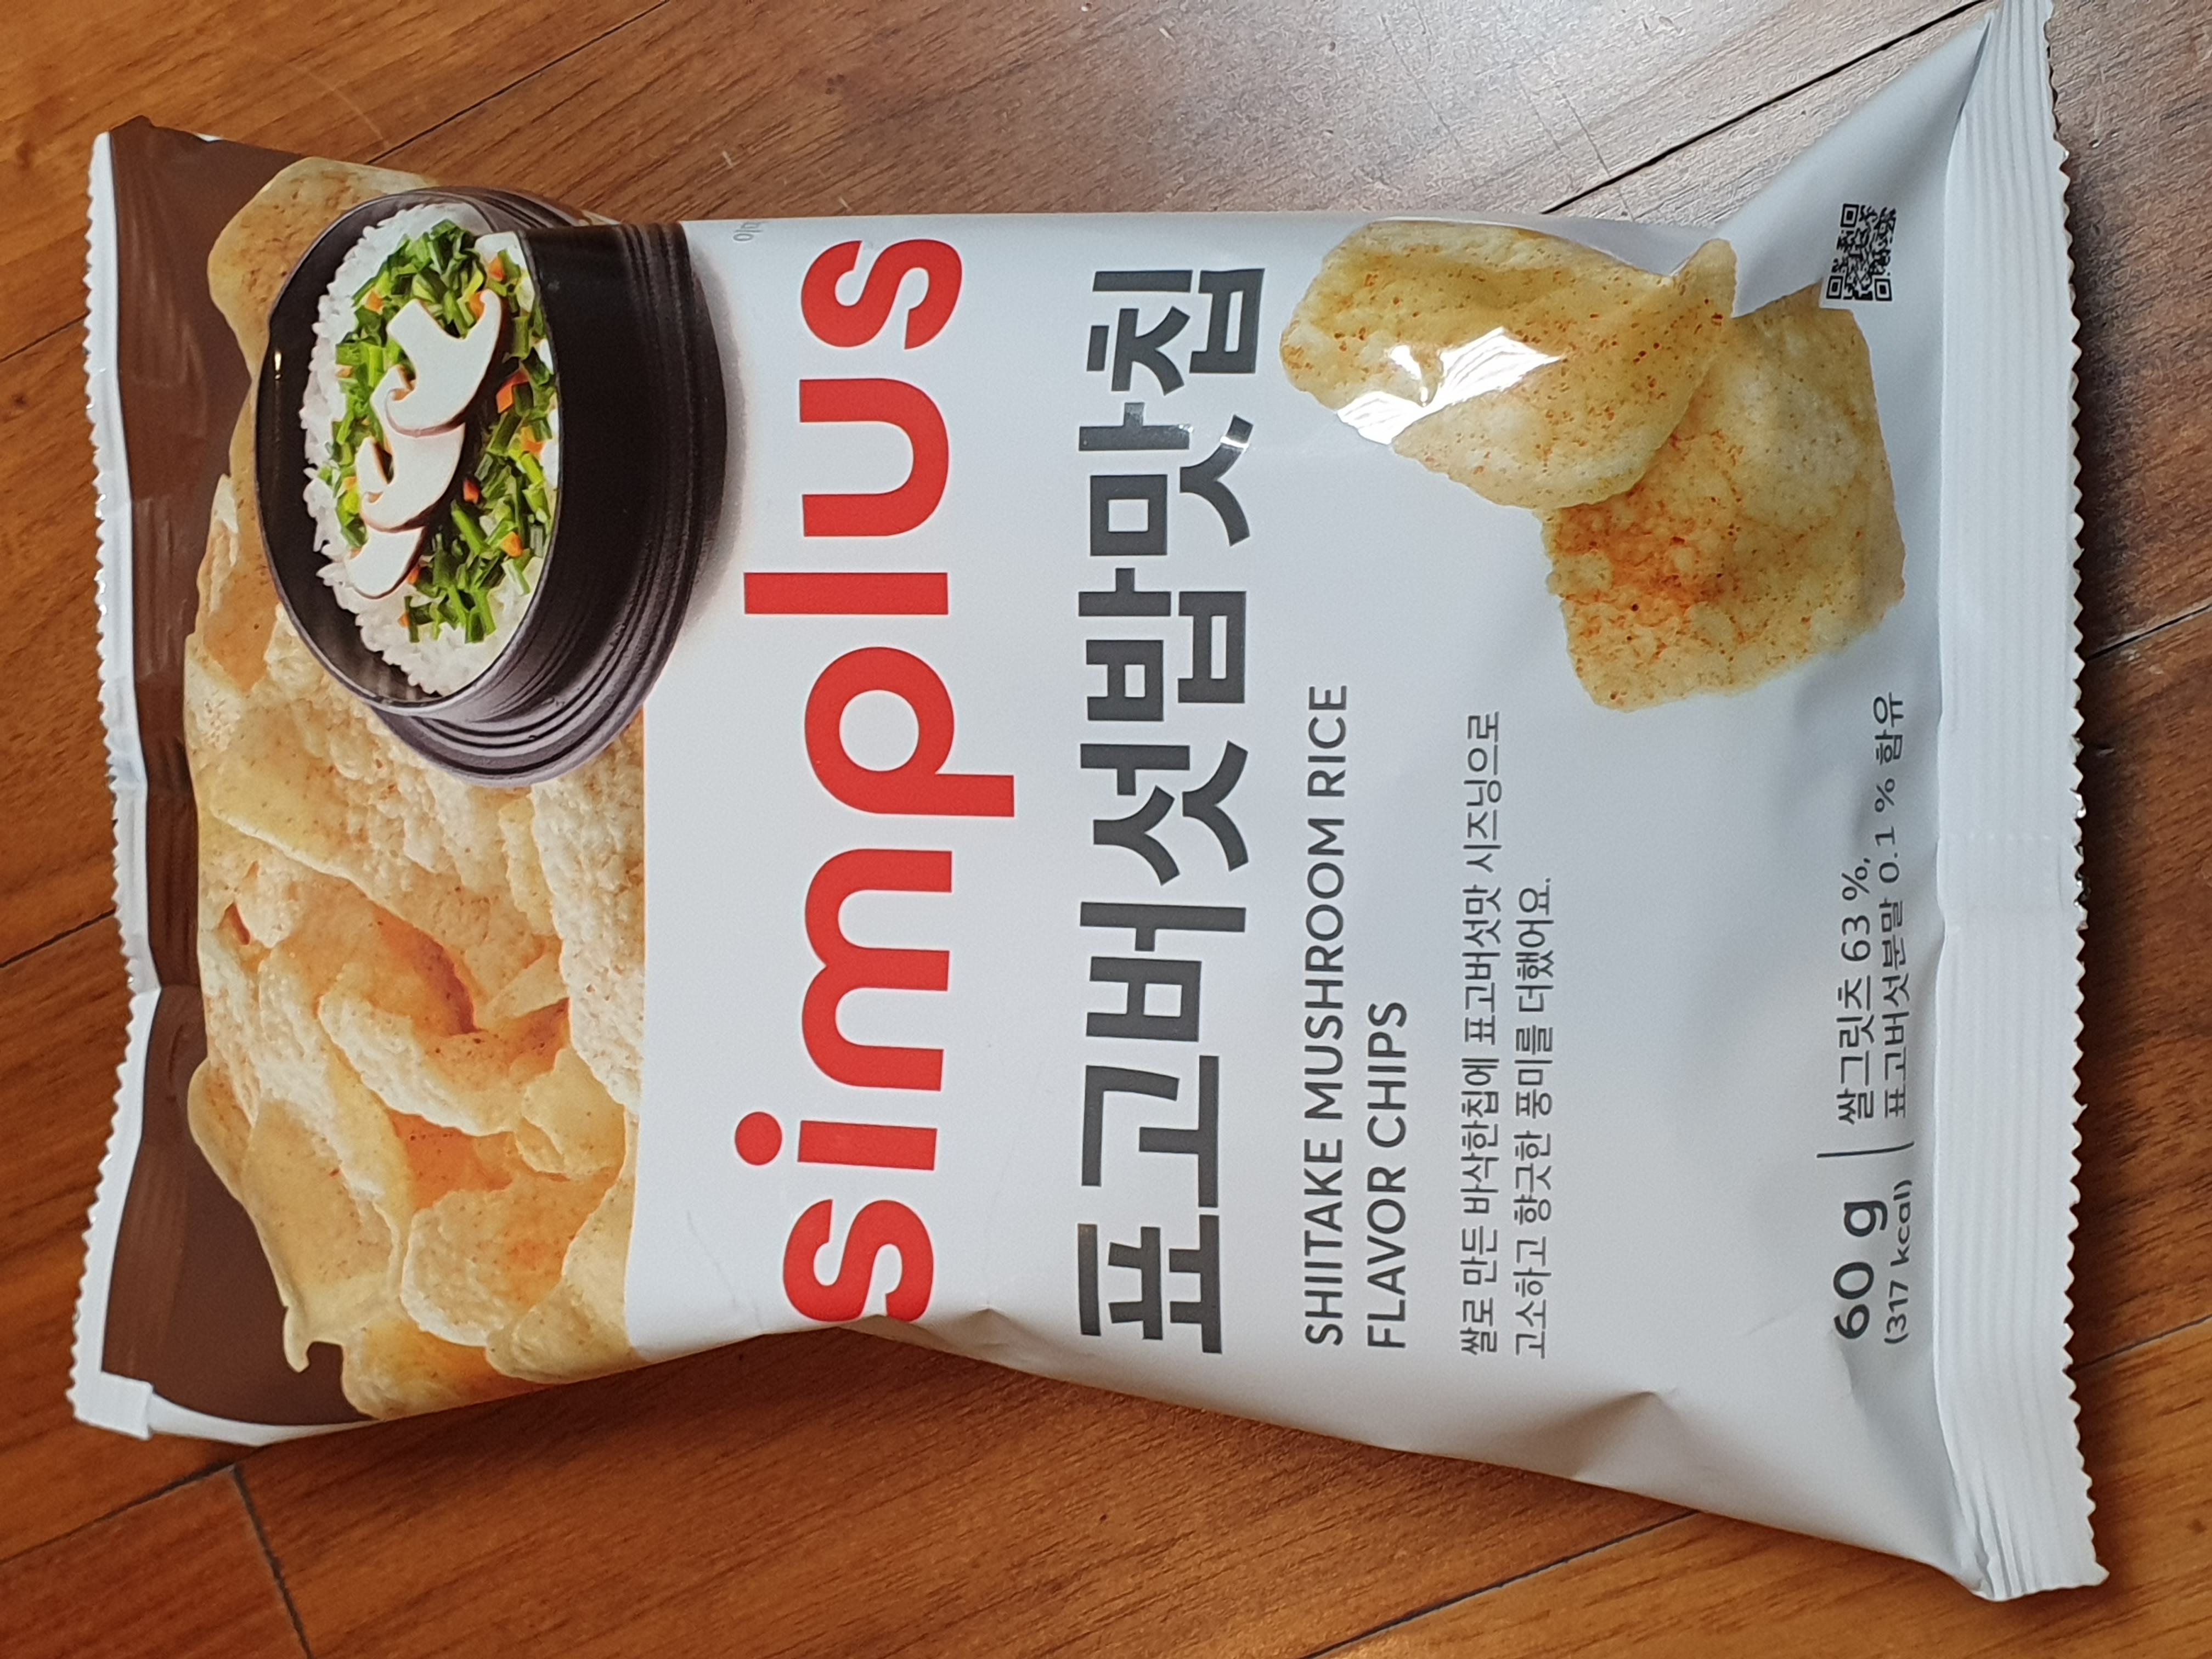 simplus
표고버섯밥맛칩
SHIITAKE MUSHROOM RICE
FLAVOR CHIPS
쌀로 만든 바삭한칩에 표고버섯맛 시즈닝으로
고소하고 향긋한 풍미를 더했어요.
60 g
(317 kcal)
쌀그릿츠 63 %,
표고버섯분말 0.1 % 함유